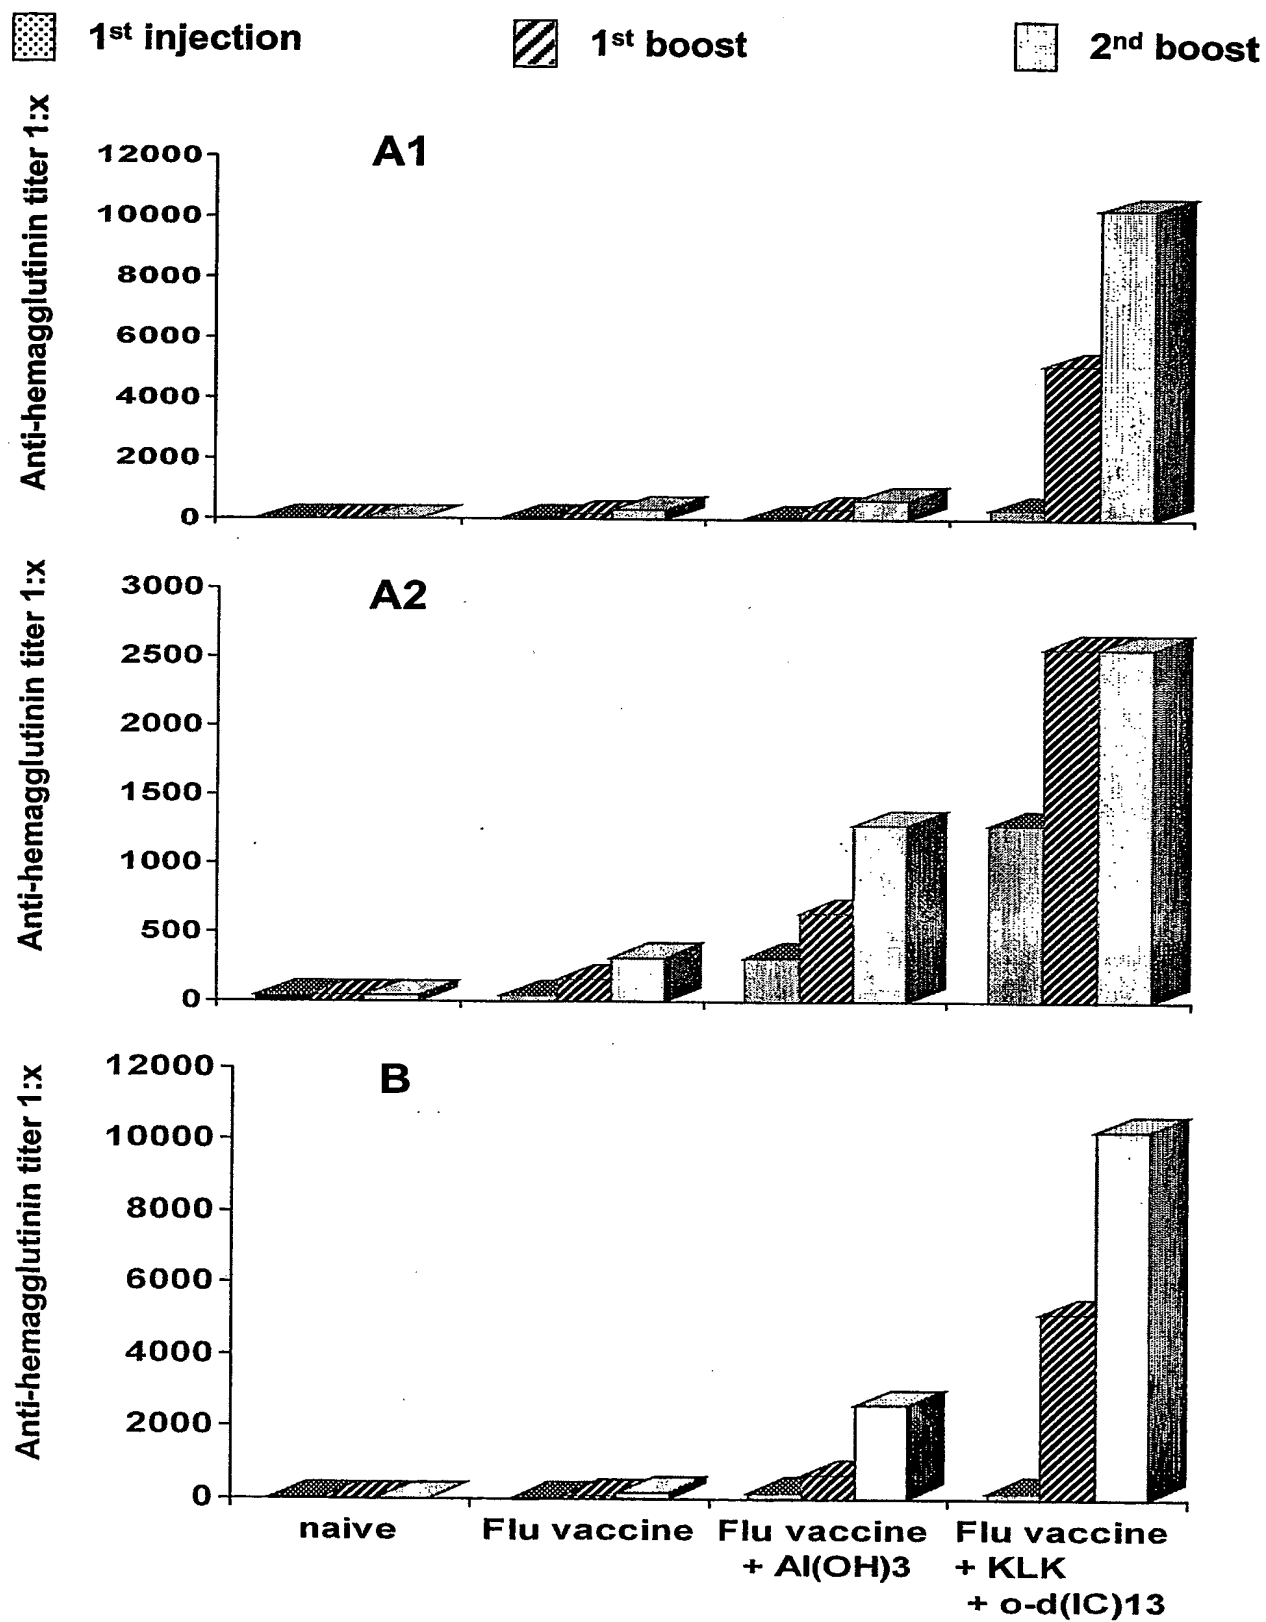 1st injection
1st boost
2nd boost
Anti-hemagglutinin titer 1:x
A1
12000
10000
8000
6000
4000
2000
0
Anti-hemagglutinin titer 1:x
A2
3000
2500
2000
1500
1000
500
0
Anti-hemagglutinin titer 1:x
B
12000
10000
8000
6000
4000
2000
0
naive
Flu vaccine
Flu vaccine
+ Al(OH)3
Flu vaccine
+ KLK
+ o-d(IC)13